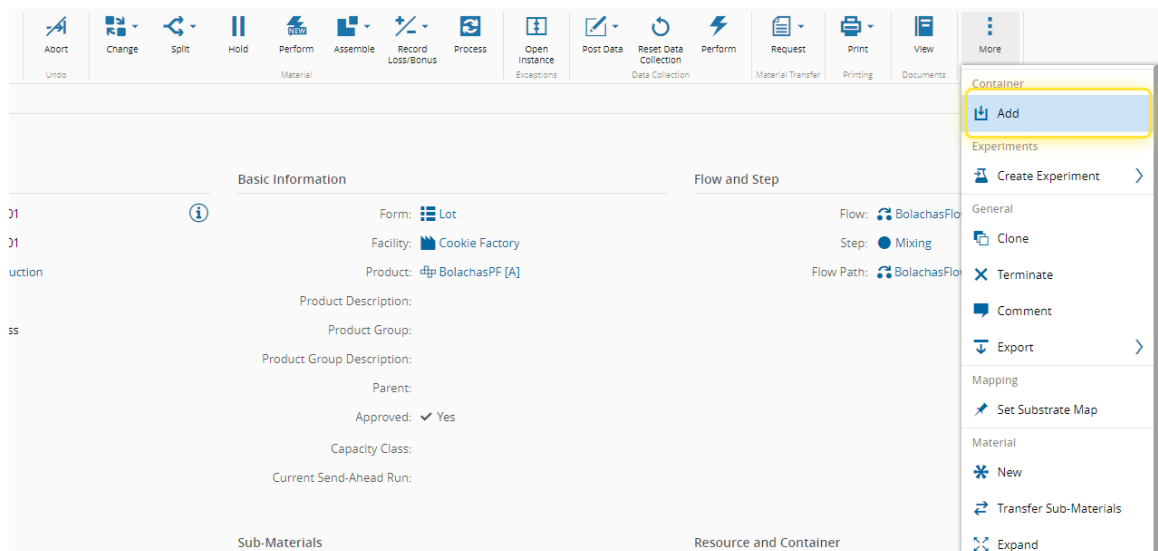 Abort
Change
Split
Hold
NEW
Perform
Assemble
Record
Loss/Bonus
Process
Open
Instance
Post Data
Reset Data
Collection
Perform
Request
Print
View
More
Undo
Material
Exceptions
Data Collection
Material Transfer
Printing
Documents
Container
Add
Experiments
Create Experiment
General
Clone
Terminate
Comment
Export
Mapping
Set Substrate Map
Material
New
Transfer Sub-Materials
Expand
01
01
uction
ss
Basic Information
Form: Lot
Facility: Cookie Factory
Product: BolachasPF [A]
Product Description:
Product Group:
Product Group Description:
Parent:
Approved: Yes
Capacity Class:
Current Send-Ahead Run:
Flow and Step
Flow: BolachasFlo
Step: Mixing
Flow Path: BolachasFlo
Sub-Materials
Resource and Container